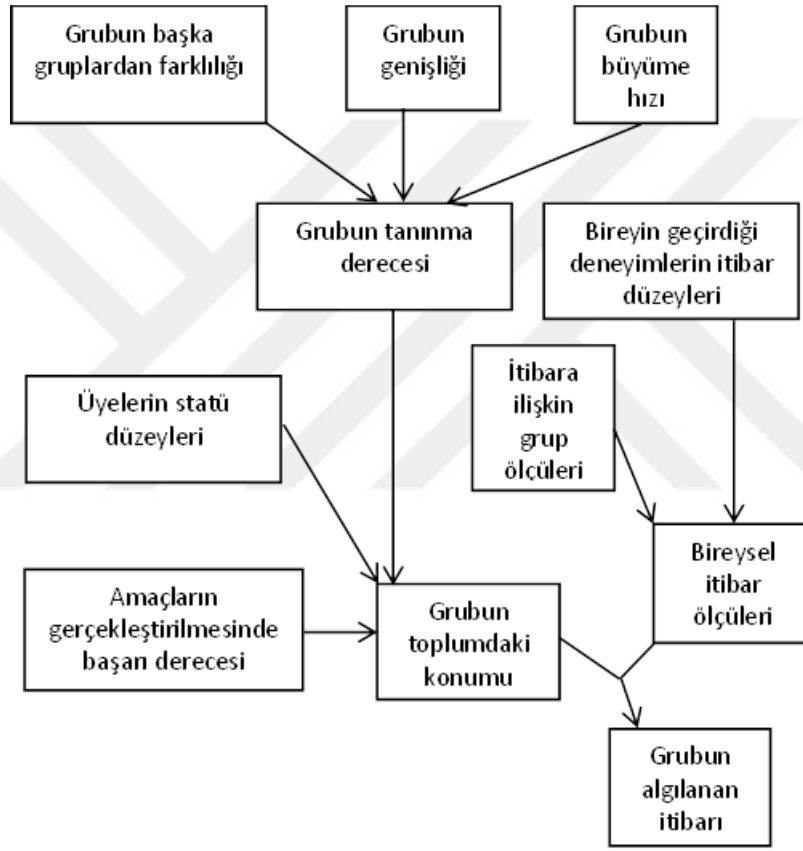 Grubun başka
gruplardan farklılığı
Grubun
genişliği
Grubun
büyüme
hızı
Grubun tanınma
derecesi
Bireyin geçirdiği
deneyimlerin itibar
düzeyleri
Üyelerin statü
düzeyleri
İtibara
ilişkin
grup
ölçüleri
Amaçların
gerçekleştirilmesinde
başarı derecesi
Grubun
toplumdaki
konumu
Bireysel
itibar
ölçüleri
Grubun
algılanan
itibarı